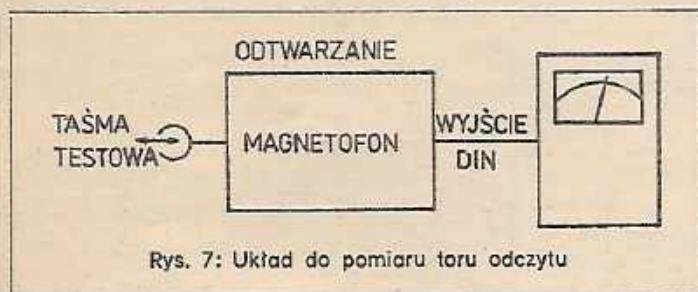 ODTWARZANIE
TAŚMA
TESTOWA
MAGNETOFON
WYJŚCIE
DIN
Rys. 7: Układ do pomiaru toru odczytu